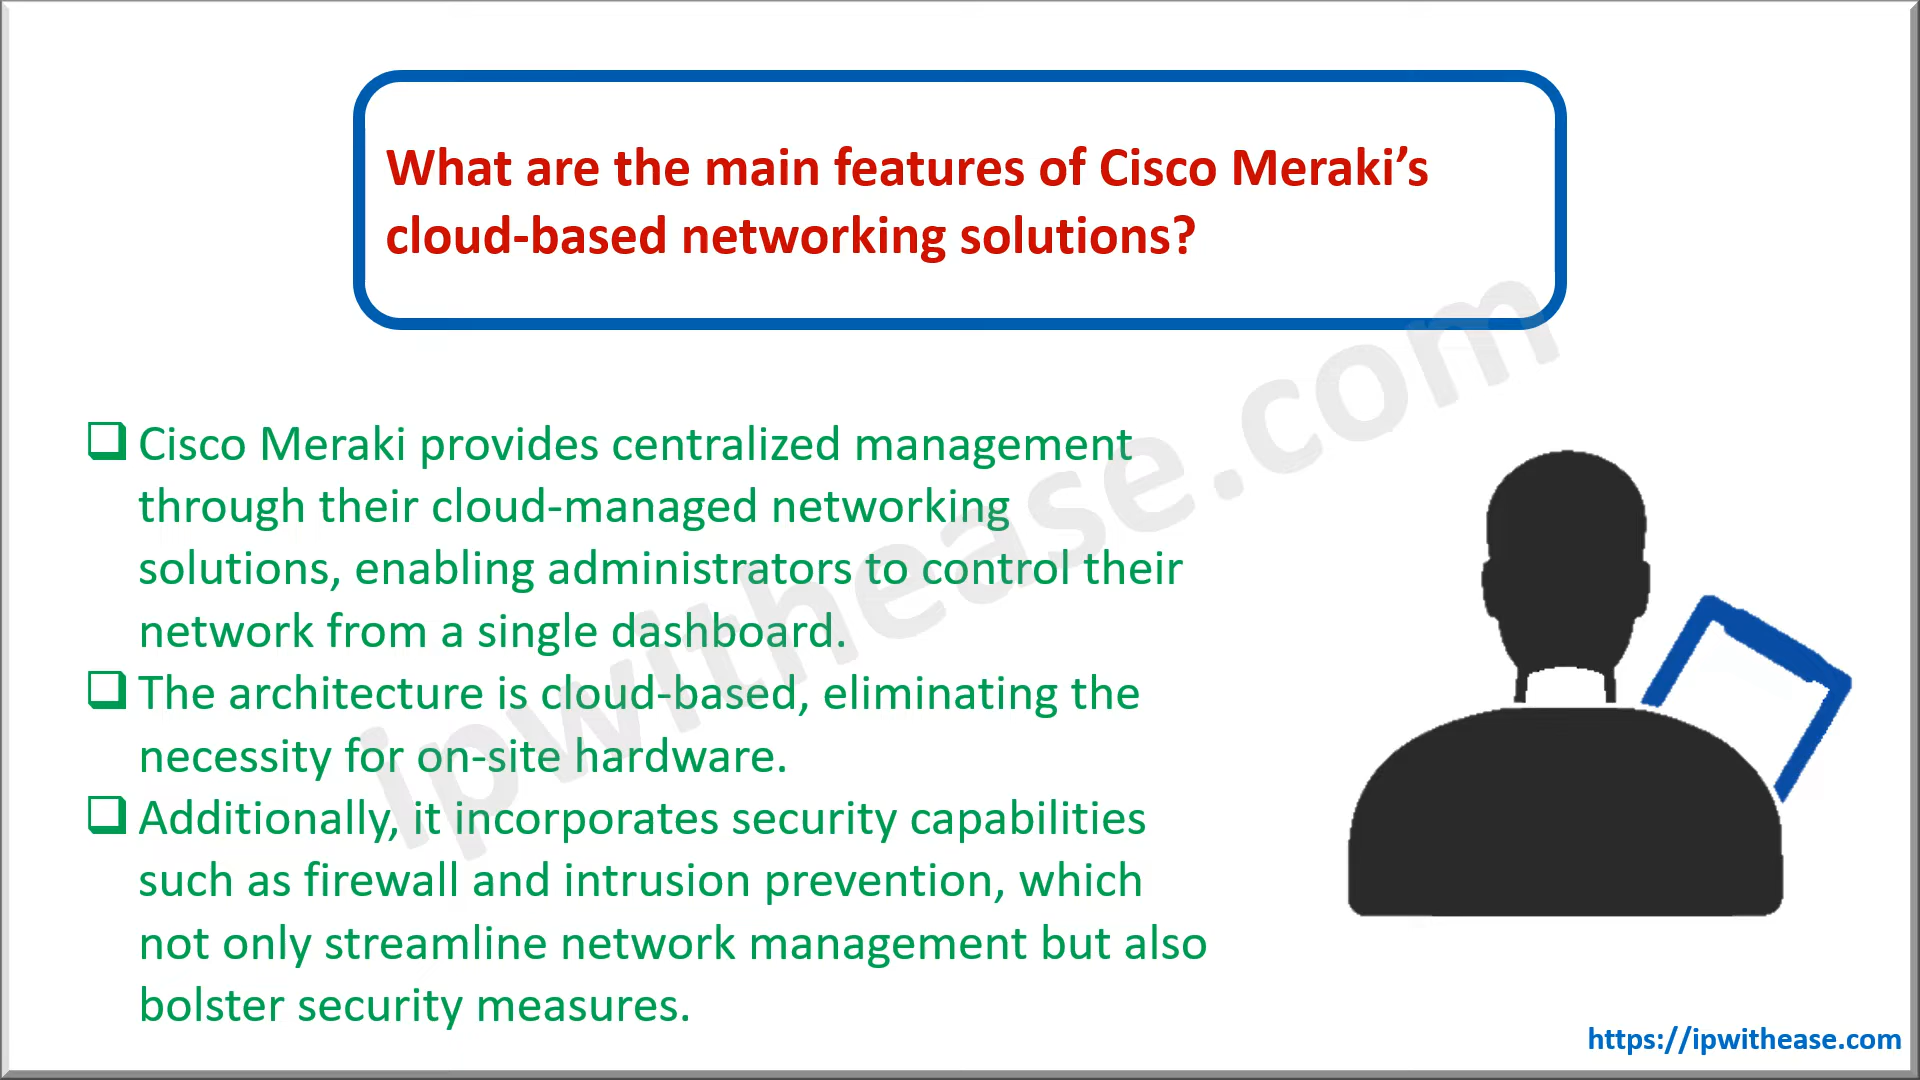 What are the main features of Cisco Meraki’s
cloud-based networking solutions?
Cisco Meraki provides centralized management
through their cloud-managed networking
solutions, enabling administrators to control their
network from a single dashboard.
The architecture is cloud-based, eliminating the
necessity for on-site hardware.
Additionally, it incorporates security capabilities
such as firewall and intrusion prevention, which
not only streamline network management but also
bolster security measures.
ipwithease.com
https://ipwithease.com